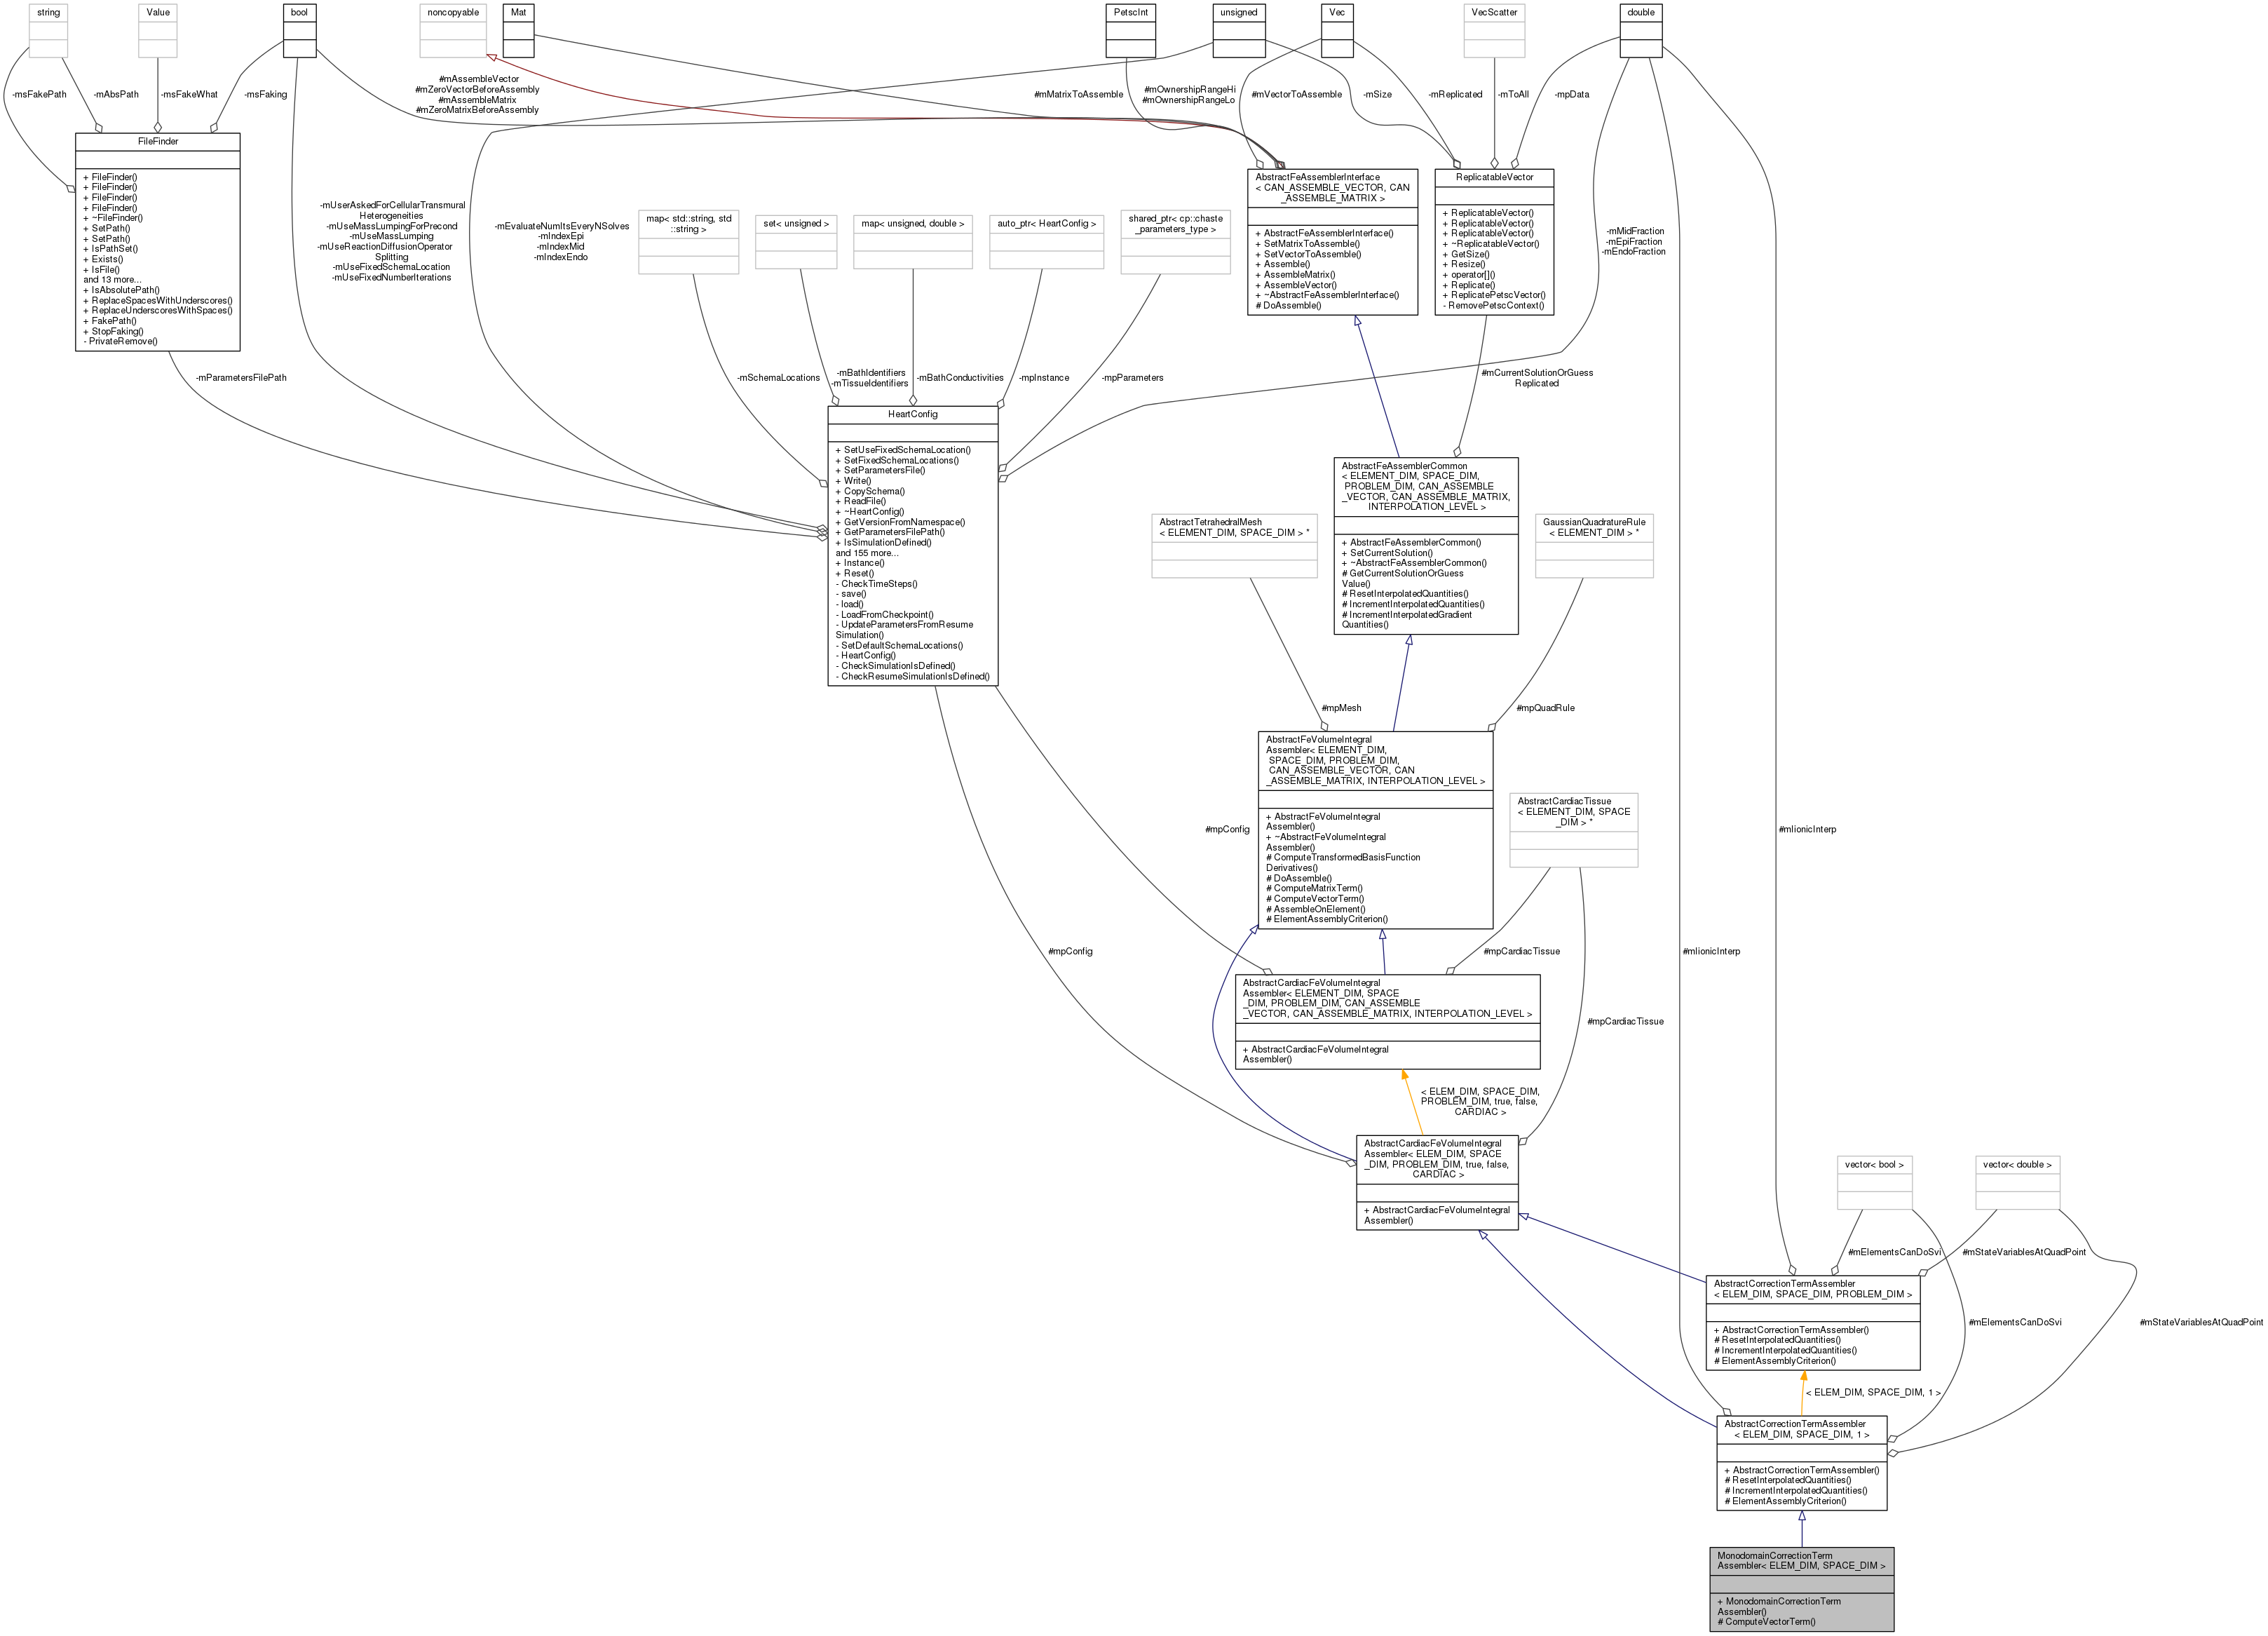 string
Value
bool
noncopyable
Mat
PetscInt
unsigned
Vec
VecScatter
double
-msFakePath
-mAbsPath
-msFakeWhat
-msFaking
#mAssembleVector
#mZeroVectorBeforeAssembly
#mAssembleMatrix
#mZeroMatrixBeforeAssembly
#mMatrixToAssemble
#mOwnershipRangeHi
#mOwnershipRangeLo
#mVectorToAssemble
-mSize
-mReplicated
-mToAll
-mpData
FileFinder
+ FileFinder()
+ FileFinder()
+ FileFinder()
+ FileFinder()
+ ~FileFinder()
+ SetPath()
+ SetPath()
+ IsPathSet()
+ Exists()
+ IsFile()
and 13 more...
+ IsAbsolutePath()
+ ReplaceSpacesWithUnderscores()
+ ReplaceUnderscoresWithSpaces()
+ FakePath()
+ StopFaking()
- PrivateRemove()
AbstractFeAssemblerInterface
< CAN_ASSEMBLE_VECTOR, CAN
_ASSEMBLE_MATRIX >
+ AbstractFeAssemblerInterface()
+ SetMatrixToAssemble()
+ SetVectorToAssemble()
+ Assemble()
+ AssembleMatrix()
+ AssembleVector()
+ ~AbstractFeAssemblerInterface()
# DoAssemble()
ReplicatableVector
+ ReplicatableVector()
+ ReplicatableVector()
+ ReplicatableVector()
+ ~ReplicatableVector()
+ GetSize()
+ Resize()
+ operator[]()
+ Replicate()
+ ReplicatePetscVector()
- RemovePetscContext()
-mUserAskedForCellularTransmural
Heterogeneities
-mUseMassLumpingForPrecond
-mUseMassLumping
-mUseReactionDiffusionOperator
Splitting
-mUseFixedSchemaLocation
-mUseFixedNumberIterations
-mEvaluateNumItsEveryNSolves
-mIndexEpi
-mIndexMid
-mIndexEndo
map< std::string, std
::string >
set< unsigned >
map< unsigned, double >
auto_ptr< HeartConfig >
shared_ptr< cp::chaste
_parameters_type >
-mMidFraction
-mEpiFraction
-mEndoFraction
-mParametersFilePath
-mSchemaLocations
-mBathIdentifiers
-mTissueIdentifiers
-mBathConductivities
-mpInstance
-mpParameters
#mCurrentSolutionOrGuess
Replicated
HeartConfig
+ SetUseFixedSchemaLocation()
+ SetFixedSchemaLocations()
+ SetParametersFile()
+ Write()
+ CopySchema()
+ ReadFile()
+ ~HeartConfig()
+ GetVersionFromNamespace()
+ GetParametersFilePath()
+ IsSimulationDefined()
and 155 more...
+ Instance()
+ Reset()
- CheckTimeSteps()
- save()
- load()
- LoadFromCheckpoint()
- UpdateParametersFromResume
Simulation()
- SetDefaultSchemaLocations()
- HeartConfig()
- CheckSimulationIsDefined()
- CheckResumeSimulationIsDefined()
AbstractFeAssemblerCommon
< ELEMENT_DIM, SPACE_DIM,
PROBLEM_DIM, CAN_ASSEMBLE
_VECTOR, CAN_ASSEMBLE_MATRIX,
INTERPOLATION_LEVEL >
+ AbstractFeAssemblerCommon()
+ SetCurrentSolution()
+ ~AbstractFeAssemblerCommon()
# GetCurrentSolutionOrGuess
Value()
# ResetInterpolatedQuantities()
# IncrementInterpolatedQuantities()
# IncrementInterpolatedGradient
Quantities()
AbstractTetrahedralMesh
< ELEMENT_DIM, SPACE_DIM > *
GaussianQuadratureRule
< ELEMENT_DIM > *
#mpMesh
#mpQuadRule
AbstractFeVolumeIntegral
Assembler< ELEMENT_DIM,
SPACE_DIM, PROBLEM_DIM,
CAN_ASSEMBLE_VECTOR, CAN
_ASSEMBLE_MATRIX, INTERPOLATION_LEVEL >
+ AbstractFeVolumeIntegral
Assembler()
+ ~AbstractFeVolumeIntegral
Assembler()
# ComputeTransformedBasisFunction
Derivatives()
# DoAssemble()
# ComputeMatrixTerm()
# ComputeVectorTerm()
# AssembleOnElement()
# ElementAssemblyCriterion()
AbstractCardiacTissue
< ELEMENT_DIM, SPACE
_DIM > *
#mpConfig
#mIionicInterp
#mpConfig
#mpCardiacTissue
#mIionicInterp
AbstractCardiacFeVolumeIntegral
Assembler< ELEMENT_DIM, SPACE
_DIM, PROBLEM_DIM, CAN_ASSEMBLE
_VECTOR, CAN_ASSEMBLE_MATRIX, INTERPOLATION_LEVEL >
+ AbstractCardiacFeVolumeIntegral
Assembler()
#mpCardiacTissue
< ELEM_DIM, SPACE_DIM,
PROBLEM_DIM, true, false,
CARDIAC >
AbstractCardiacFeVolumeIntegral
Assembler< ELEM_DIM, SPACE
_DIM, PROBLEM_DIM, true, false,
CARDIAC >
+ AbstractCardiacFeVolumeIntegral
Assembler()
vector< bool >
vector< double >
#mElementsCanDoSvi
#mStateVariablesAtQuadPoint
AbstractCorrectionTermAssembler
< ELEM_DIM, SPACE_DIM, PROBLEM_DIM >
+ AbstractCorrectionTermAssembler()
# ResetInterpolatedQuantities()
# IncrementInterpolatedQuantities()
# ElementAssemblyCriterion()
#mElementsCanDoSvi
#mStateVariablesAtQuadPoint
< ELEM_DIM, SPACE_DIM, 1 >
AbstractCorrectionTermAssembler
< ELEM_DIM, SPACE_DIM, 1 >
+ AbstractCorrectionTermAssembler()
# ResetInterpolatedQuantities()
# IncrementInterpolatedQuantities()
# ElementAssemblyCriterion()
MonodomainCorrectionTerm
Assembler< ELEM_DIM, SPACE_DIM >
+ MonodomainCorrectionTerm
Assembler()
# ComputeVectorTerm()